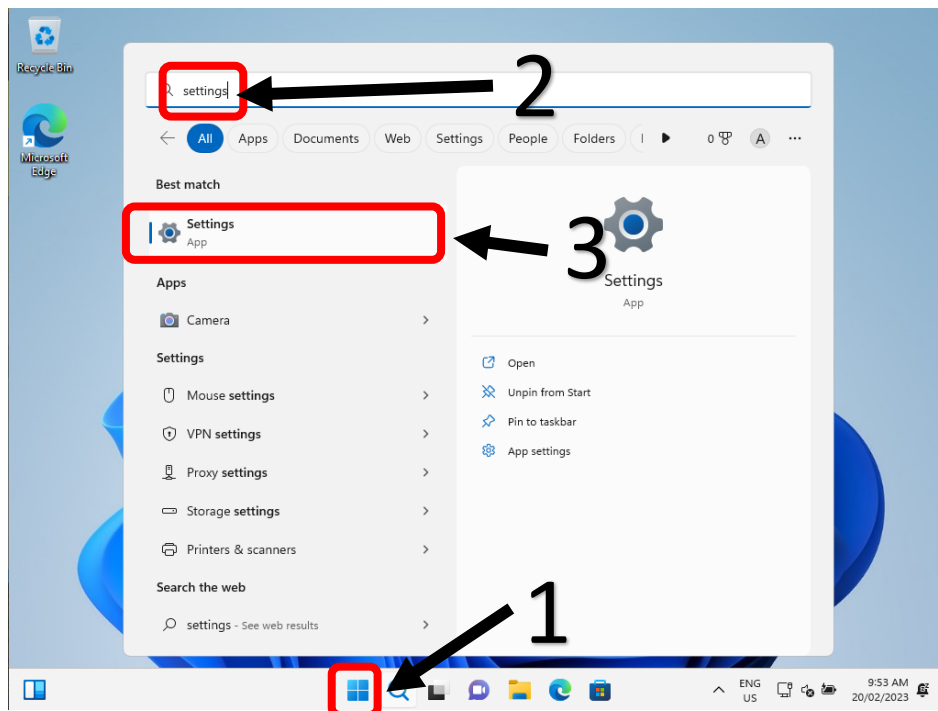 Recycle Bin
Microsoft
Edge
settings
2
All Apps Documents Web Settings People Folders 0 A ...
Best match
Settings
App
3
Settings
App
Apps
Camera
Settings
Mouse settings
VPN settings
Proxy settings
Storage settings
Printers & scanners
Search the web
settings - See web results
Open
Unpin from Start
Pin to taskbar
App settings
1
ENG
US
9:53 AM
20/02/2023